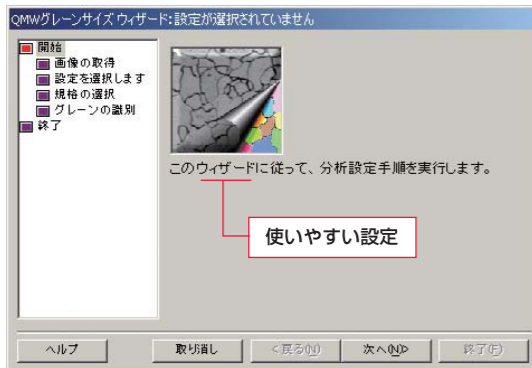 QMWグレーンサイズ ウィザード:設定が選択されていません
開始
画像の取得
設定を選択します
規格の選択
グレーンの識別
終了
このウィザードに従って、分析設定手順を実行します。
使いやすい設定
ヘルプ
取り消し
< 戻る(N)
次へ(N)>
終了(F)